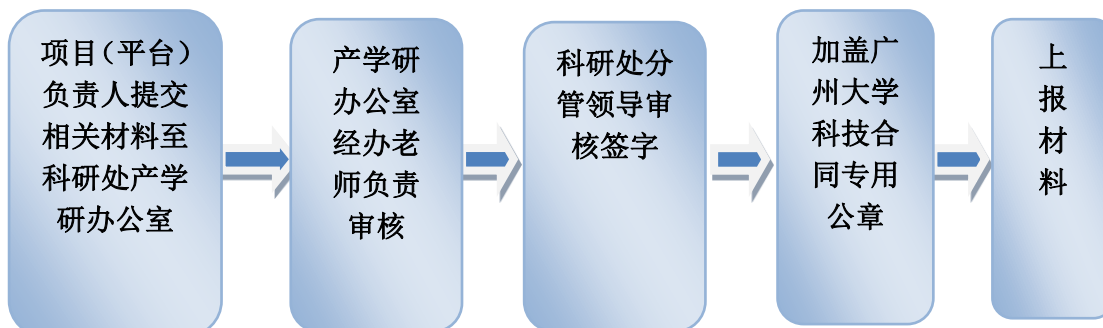 项目（平台）
负责人提交
相关材料至
科研处产学
研办公室
产学研
办公室
经办老
师负责
审核
科研处分
管领导审
核签字
加盖广
州大学
科技合
同专用
公章
上
报
材
料